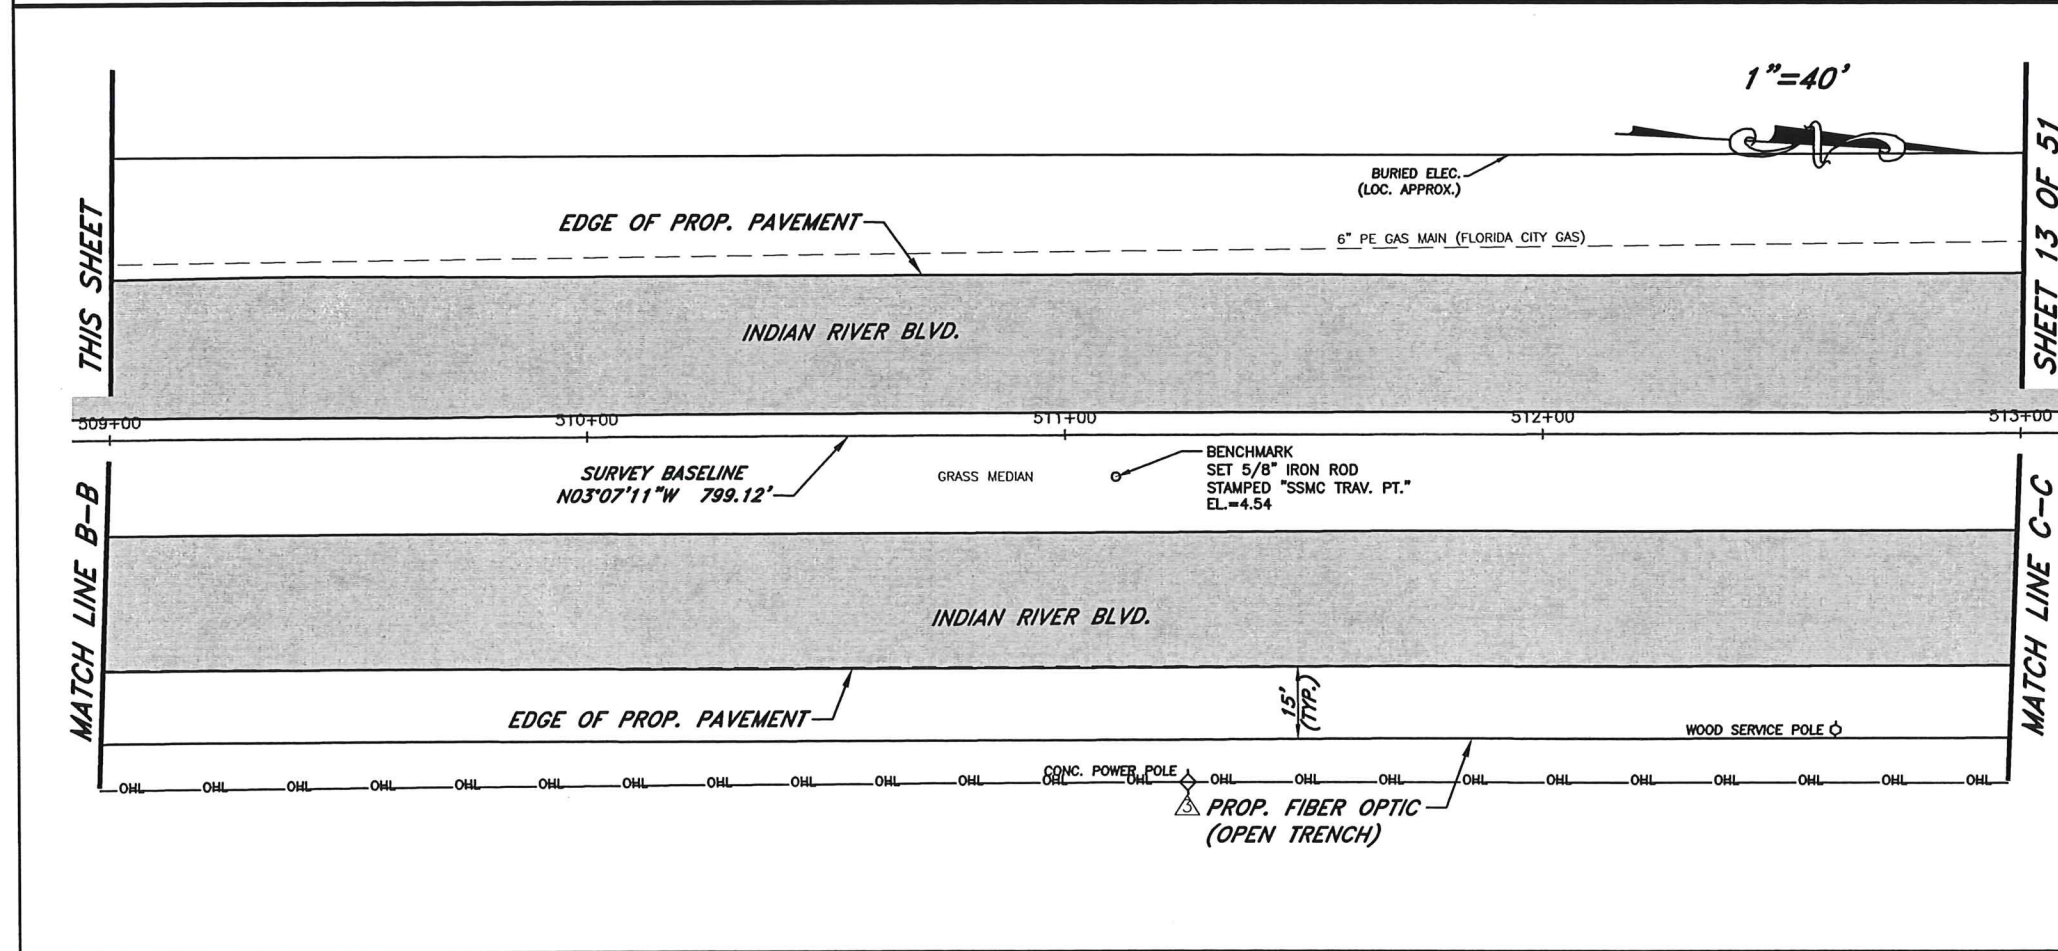 1"=40'
BURIED ELEC.
(LOC. APPROX.)
EDGE OF PROP. PAVEMENT
6" PE GAS MAIN (FLORIDA CITY GAS)
THIS SHEET
SHEET 13 OF 51
INDIAN RIVER BLVD.
509+00 510+00 511+00 512+00 513+00
SURVEY BASELINE
N03°07'11"W 799.12'
GRASS MEDIAN
BENCHMARK
SET 5/8" IRON ROD
STAMPED "SSMC TRAV. PT."
EL.=4.54
MATCH LINE B-B
MATCH LINE C-C
INDIAN RIVER BLVD.
EDGE OF PROP. PAVEMENT
15'
(TYP.)
WOOD SERVICE POLE
CONC. POWER POLE
OHL OHL OHL OHL OHL OHL OHL OHL OHL OHL OHL OHL OHL OHL OHL OHL OHL OHL OHL OHL OHL OHL OHL
3 PROP. FIBER OPTIC
(OPEN TRENCH)